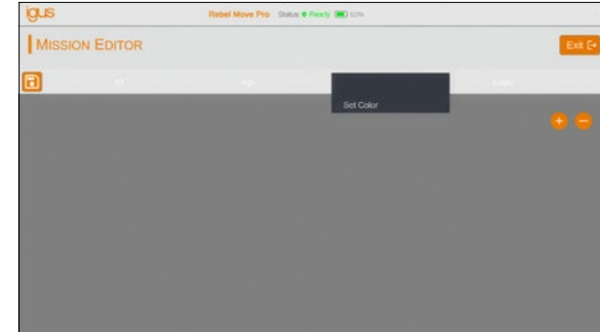 igus
Rebel Move Pro Status Ready
MISSION EDITOR
Exit
Set Color